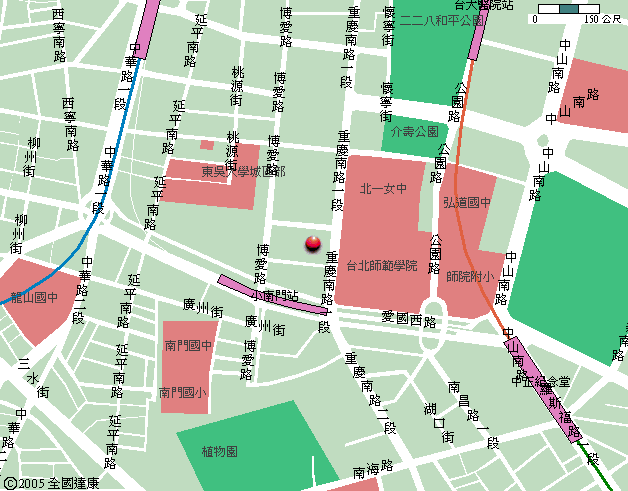 台大醫院站
0 150 公尺
二二八和平公園
西寧南路
中華路一段
延平南路
博愛路
重慶南路一段
懷寧街
中山南路
桃源街
博愛路
懷寧街
公園路
中山南路
西寧南路
延平南路
介壽公園
柳州街
中華路一段
桃源街
博愛路
重慶南路一段
公園路
中山南路
東吳大學城區部
北一女中
弘道國中
延平南路
柳州街
公園路
博愛路
重慶南路一段
台北師範學院
師院附小
中山南路
中華路
龍山國中
延平南路
小南門站
廣州街
廣州街
愛國西路
南門國中
博愛路
延平南路
中山南路
三水街
南門國小
重慶南路二段
南昌路一段
中正紀念堂
羅斯福路一段
湖口街
中華路二
延平南路
植物園
南海路
©2005 全國達康